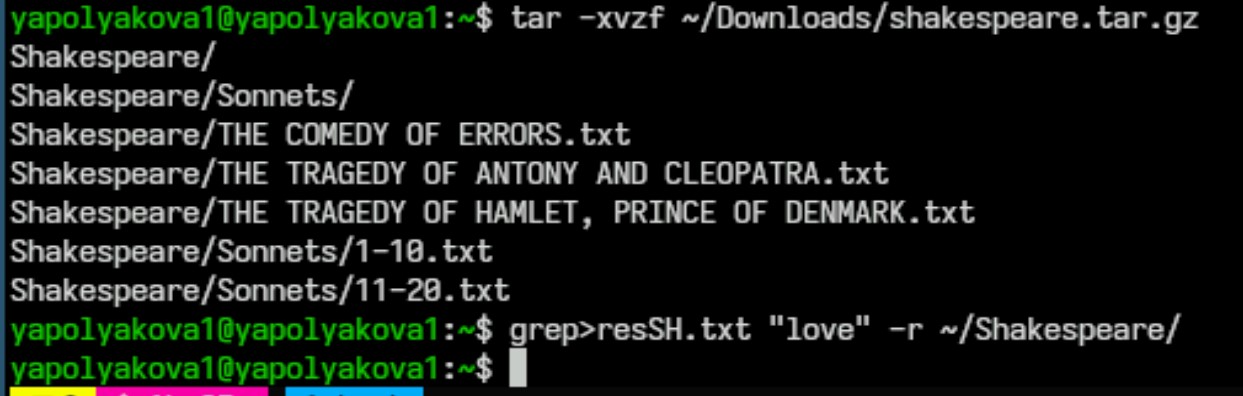 yapolyakova1@yapolyakova1:~$ tar -xvzf ~/Downloads/shakespeare.tar.gz
Shakespeare/
Shakespeare/Sonnets/
Shakespeare/THE COMEDY OF ERRORS.txt
Shakespeare/THE TRAGEDY OF ANTONY AND CLEOPATRA.txt
Shakespeare/THE TRAGEDY OF HAMLET, PRINCE OF DENMARK.txt
Shakespeare/Sonnets/1-10.txt
Shakespeare/Sonnets/11-20.txt
yapolyakova1@yapolyakova1:~$ grep>resSH.txt "love" -r ~/Shakespeare/
yapolyakova1@yapolyakova1:~$